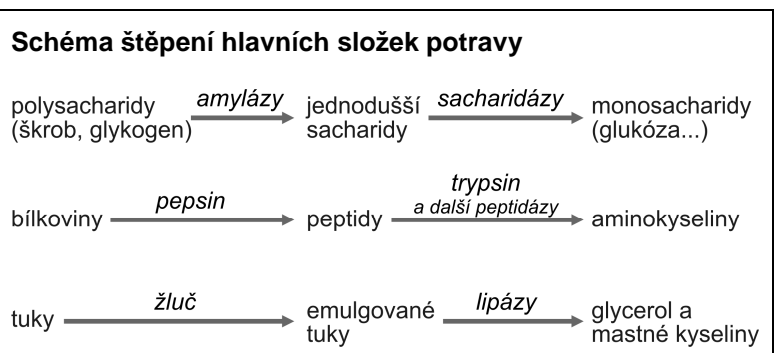 Schéma štěpení hlavních složek potravy
polysacharidy
(škrob, glykogen)
amylázy
jednodušší
sacharidy
sacharidázy
monosacharidy
(glukóza...)
bílkoviny
pepsin
peptidy
trypsin
a další peptidázy
aminokyseliny
tuky
žluč
emulgované
tuky
lipázy
glycerol a
mastné kyseliny